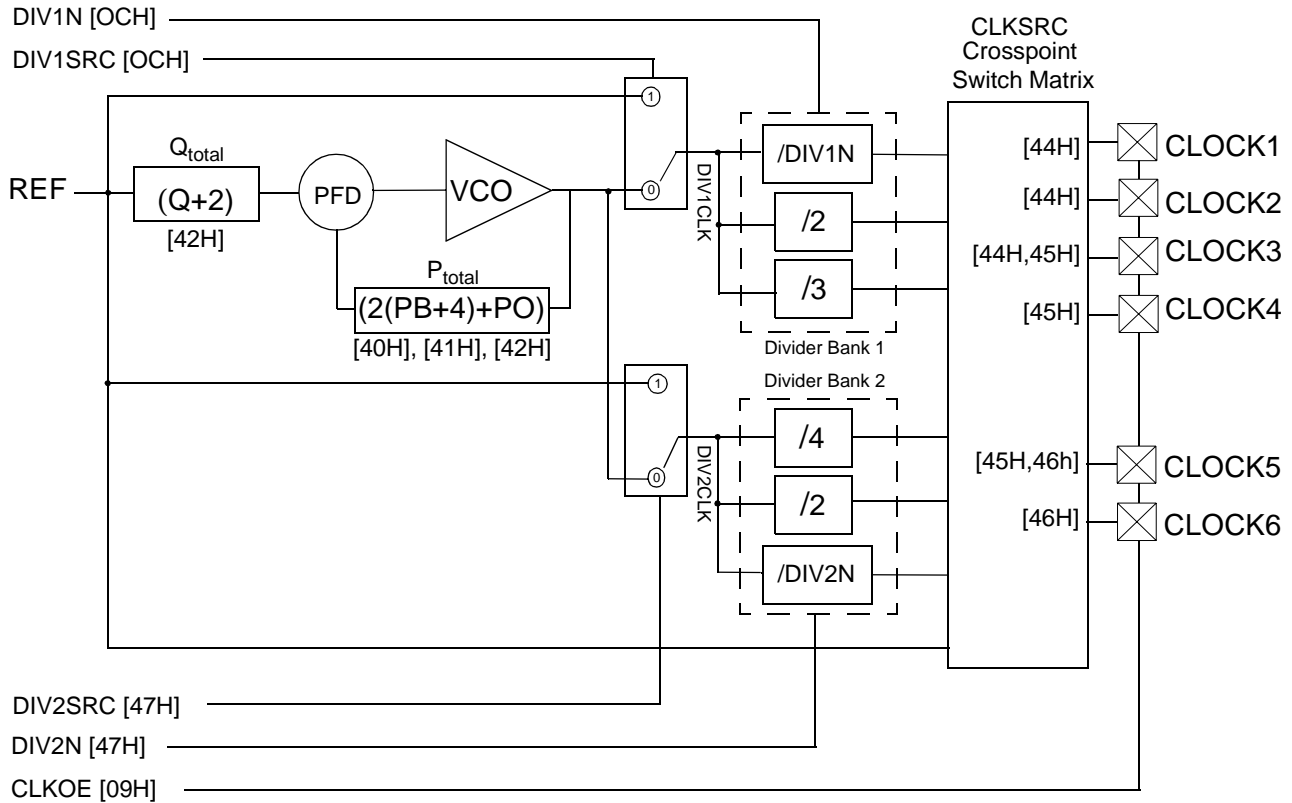 DIV1N [OCH]
DIV1SRC [OCH]
CLKSRC
Crosspoint
Switch Matrix
1
Qtotal
(Q+2)
[42H]
REF
PFD
VCO
0
DIV1CLK
/DIV1N
/2
/3
Ptotal
(2(PB+4)+PO)
[40H], [41H], [42H]
Divider Bank 1
[44H]
CLOCK1
[44H]
CLOCK2
[44H,45H]
CLOCK3
[45H]
CLOCK4
Divider Bank 2
1
0
DIV2CLK
/4
/2
/DIV2N
[45H,46h]
CLOCK5
[46H]
CLOCK6
DIV2SRC [47H]
DIV2N [47H]
CLKOE [09H]